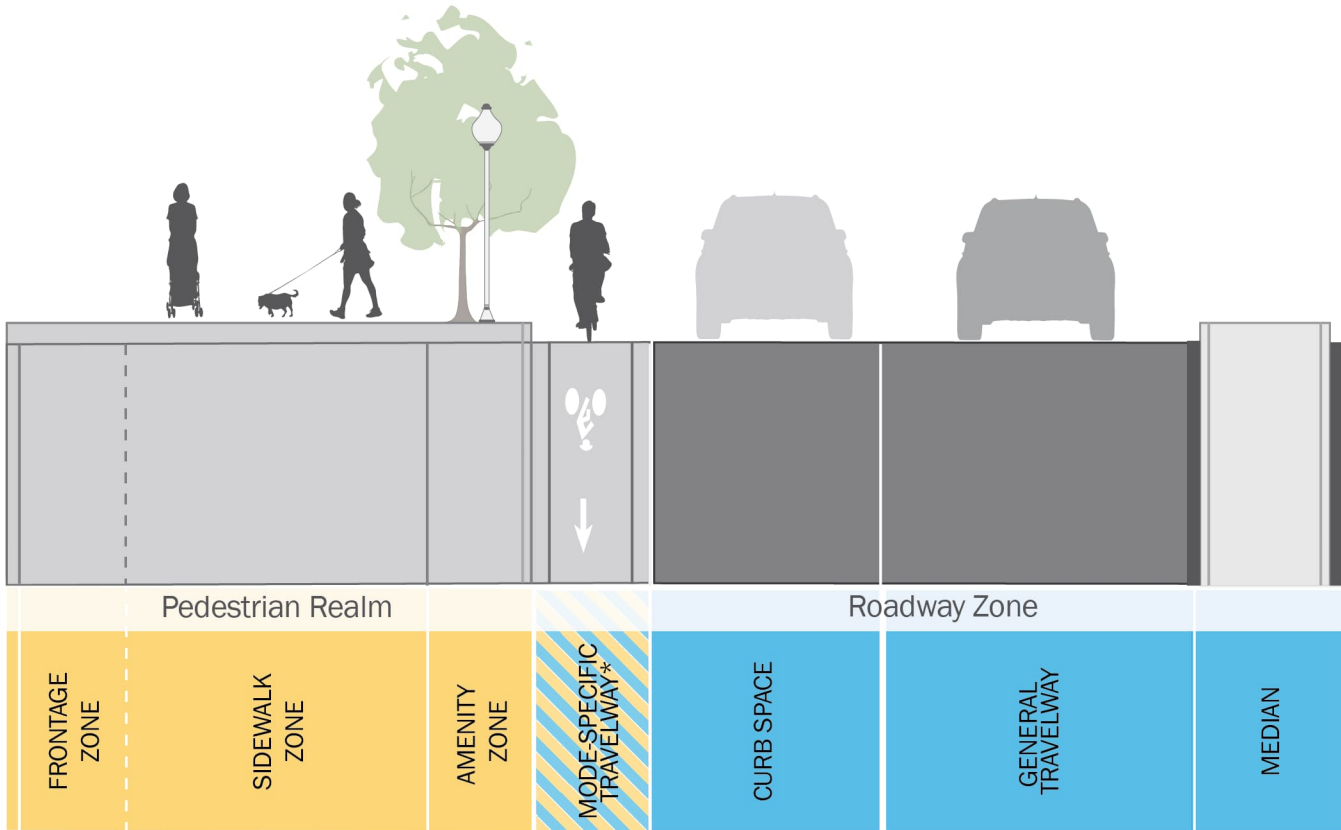 Pedestrian Realm
Roadway Zone
FRONTAGE
ZONE
SIDEWALK
ZONE
AMENITY
ZONE
MODE-SPECIFIC
TRAVELWAY*
CURB SPACE
GENERAL
TRAVELWAY
MEDIAN